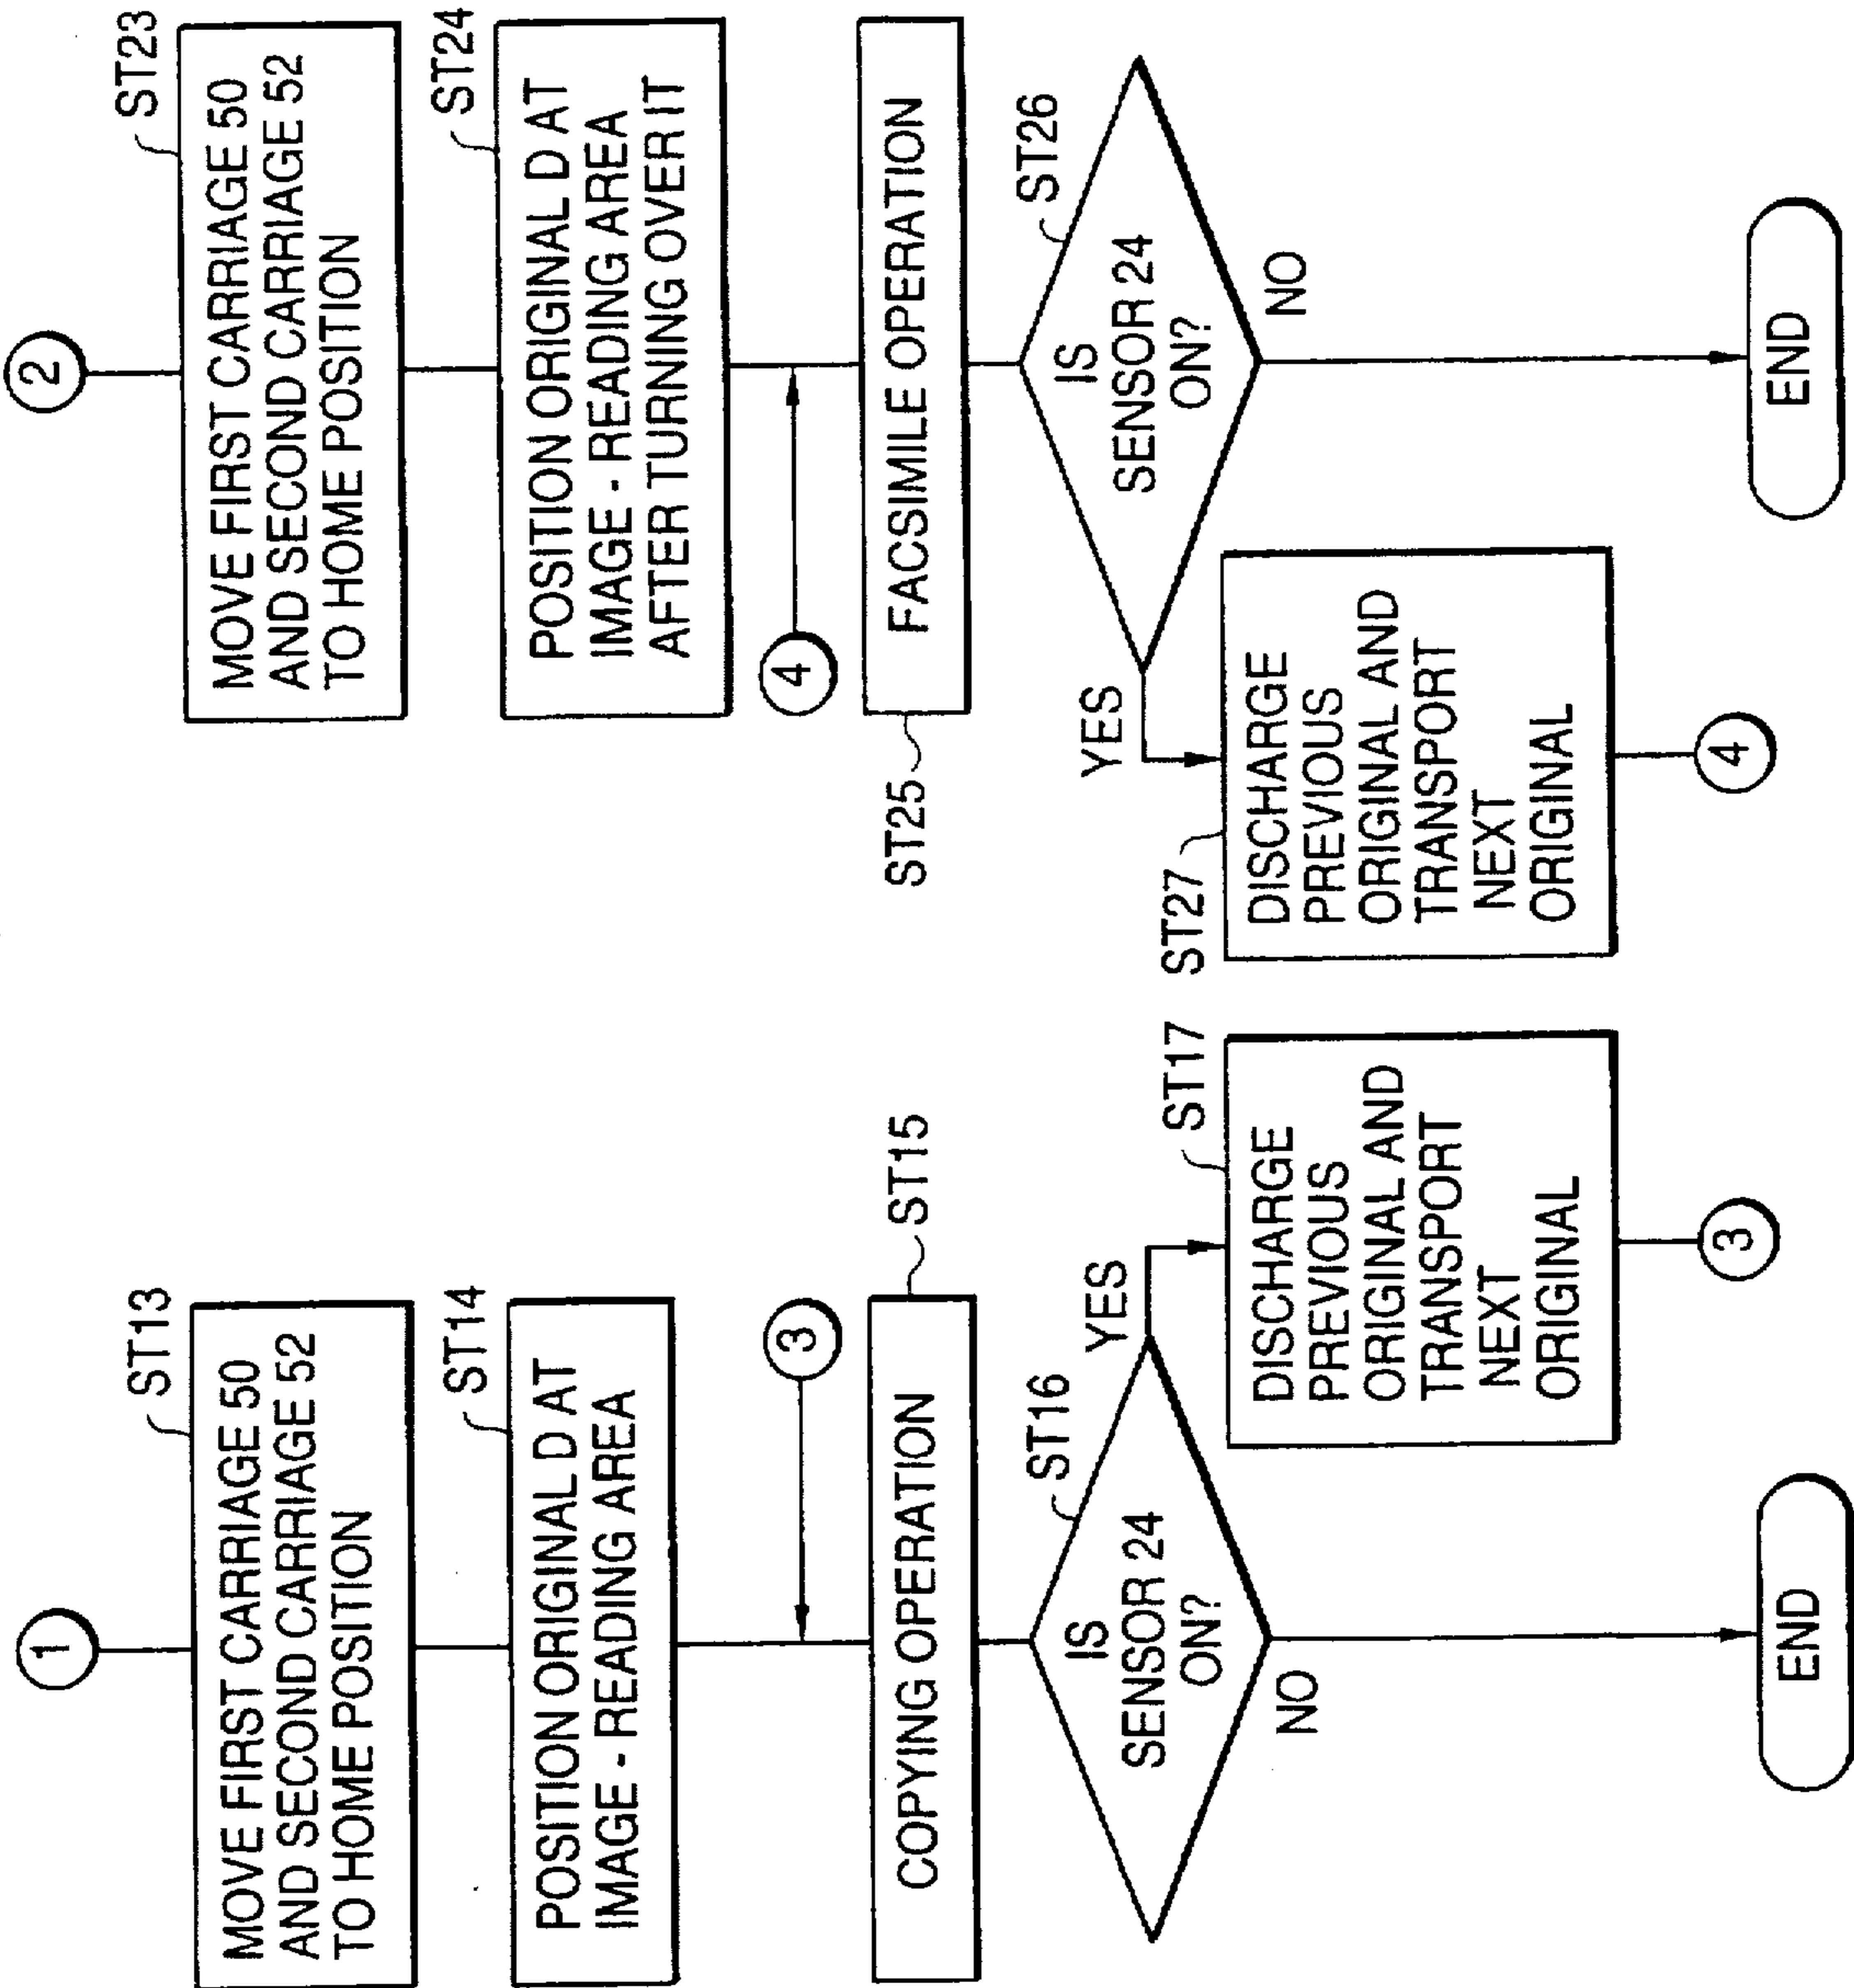 1
ST13
MOVE FIRST CARRIAGE 50
AND SECOND CARRIAGE 52
TO HOME POSITION
ST14
POSITION ORIGINAL D AT
IMAGE - READING AREA
3
COPYING OPERATION
ST15
IS
SENSOR 24
ON?
ST16
YES
NO
ST17
DISCHARGE
PREVIOUS
ORIGINAL AND
TRANSPORT
NEXT
ORIGINAL
3
END
2
ST23
MOVE FIRST CARRIAGE 50
AND SECOND CARRIAGE 52
TO HOME POSITION
ST24
POSITION ORIGINAL D AT
IMAGE - READING AREA
AFTER TURNING OVER IT
4
FACSIMILE OPERATION
ST25
IS
SENSOR 24
ON?
ST26
YES
NO
ST27
DISCHARGE
PREVIOUS
ORIGINAL AND
TRANSPORT
NEXT
ORIGINAL
4
END